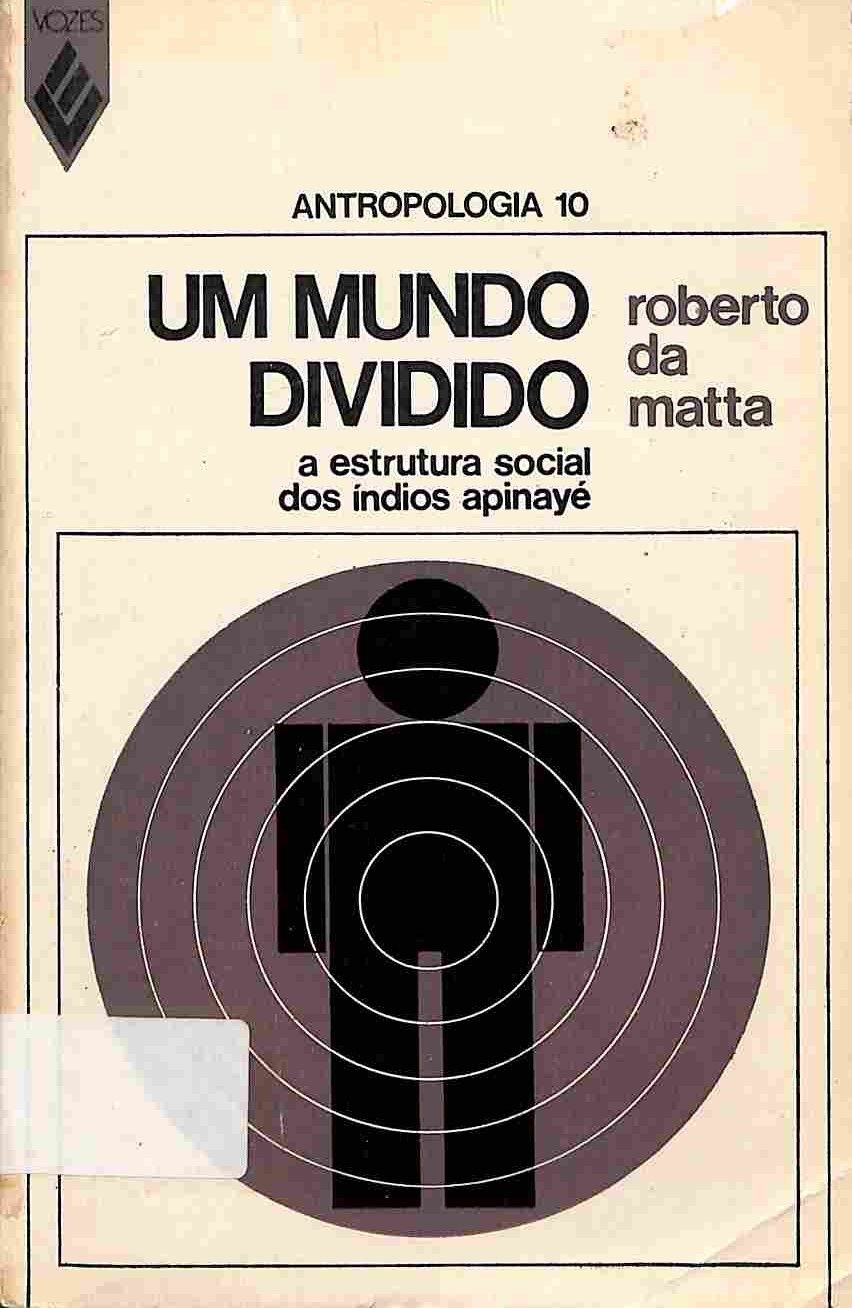 VOZES
ANTROPOLOGIA 10
UM MUNDO
DIVIDIDO
roberto
da
matta
a estrutura social
dos índios apinayé